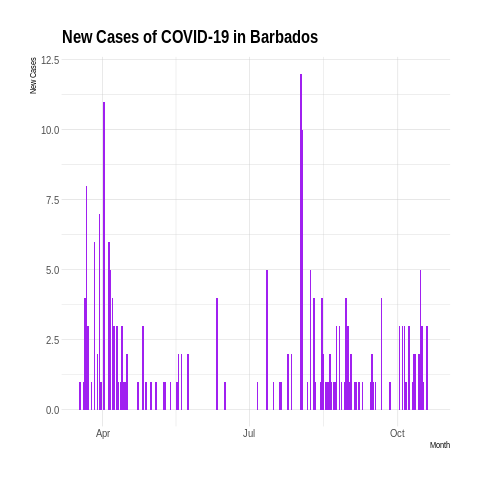 New Cases of COVID-19 in Barbados
New Cases
12.5
10.0
7.5
5.0
2.5
0.0
Apr
Jul
Oct
Month